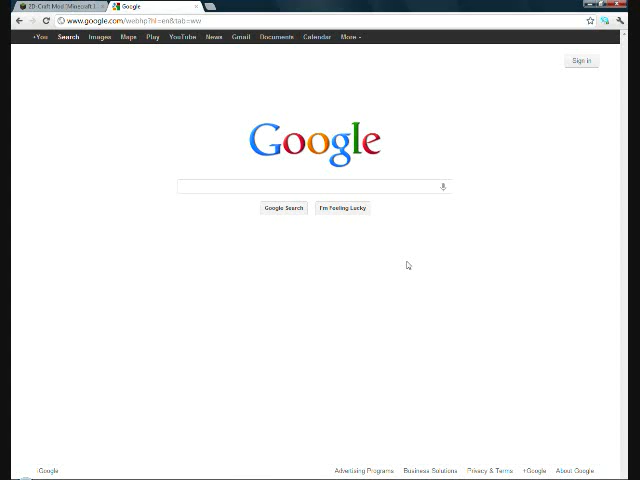 2D-Craft Mod [Minecraft 1
Google
www.google.com/webhp?hl=en&tab=ww
+You Search Images Maps Play YouTube News Gmail Documents Calendar More
Sign in
Google
Google Search I'm Feeling Lucky
iGoogle Advertising Programs Business Solutions Privacy & Terms +Google About Google